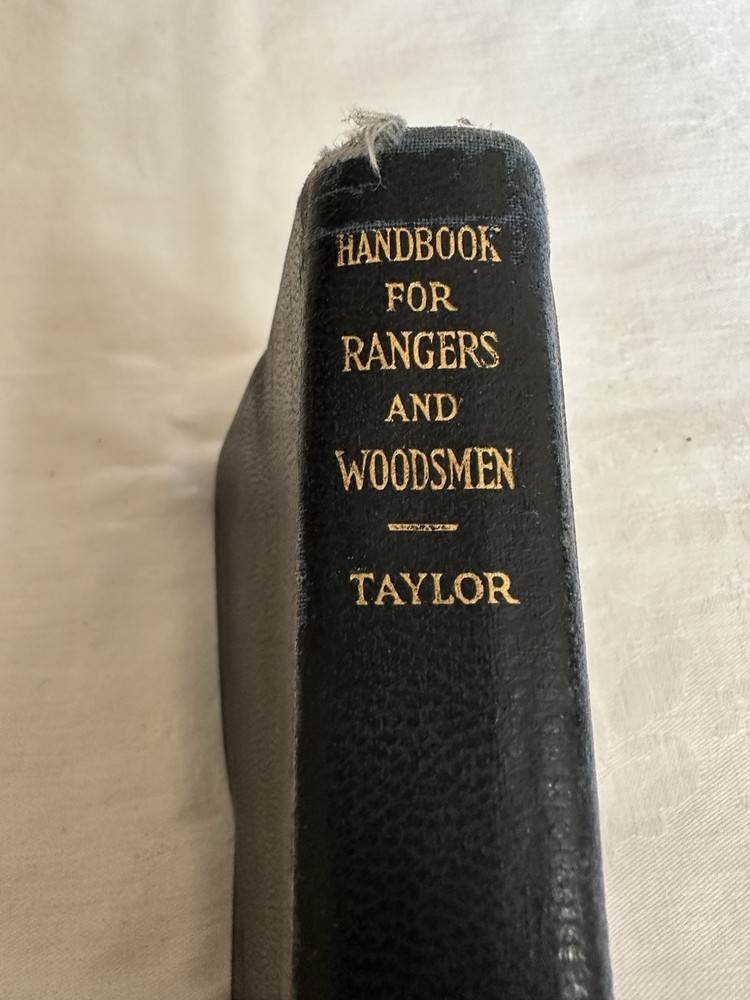 HANDBOOK
FOR
RANGERS
AND
WOODSMEN
TAYLOR